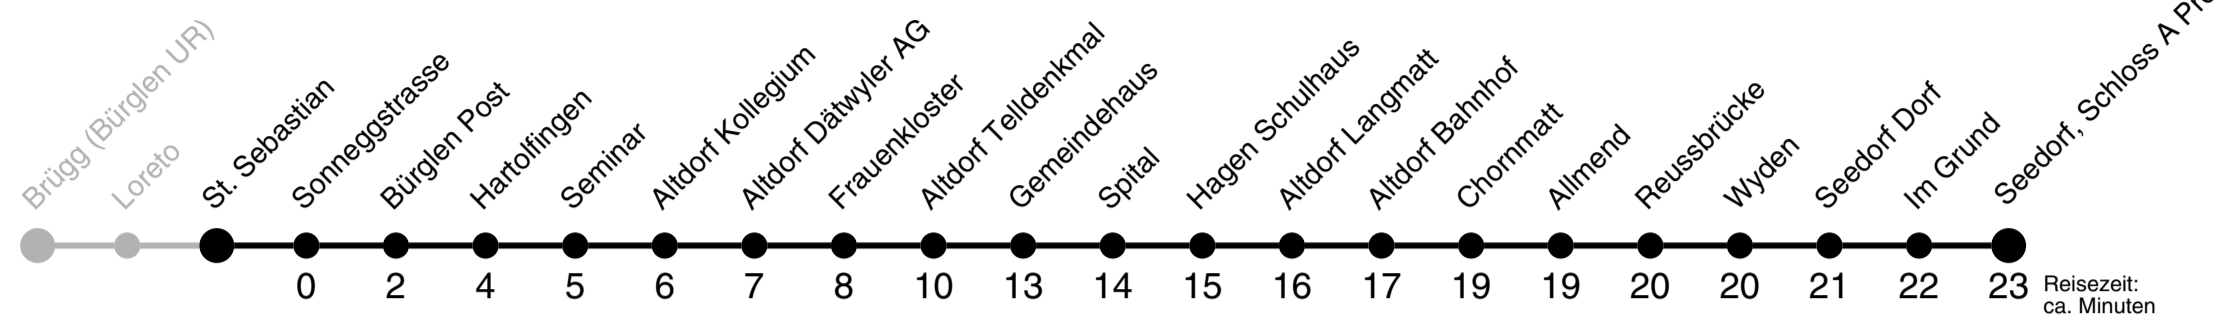 Brügg (Bürglen UR)
Loreto
St. Sebastian
Sonneggstrasse
Bürglen Post
Hartolfingen
Seminar
Altdorf Kollegium
Altdorf Dätwyler AG
Frauenkloster
Altdorf Telldenkmal
Gemeindehaus
Spital
Hagen Schulhaus
Altdorf Langmatt
Altdorf Bahnhof
Chornmatt
Allmend
Reussbrücke
Wyden
Seedorf Dorf
Im Grund
Seedorf, Schloss A
0 2 4 5 6 7 8 10 13 14 15 16 17 19 19 20 20 21 22 23
Reisezeit:
ca. Minuten